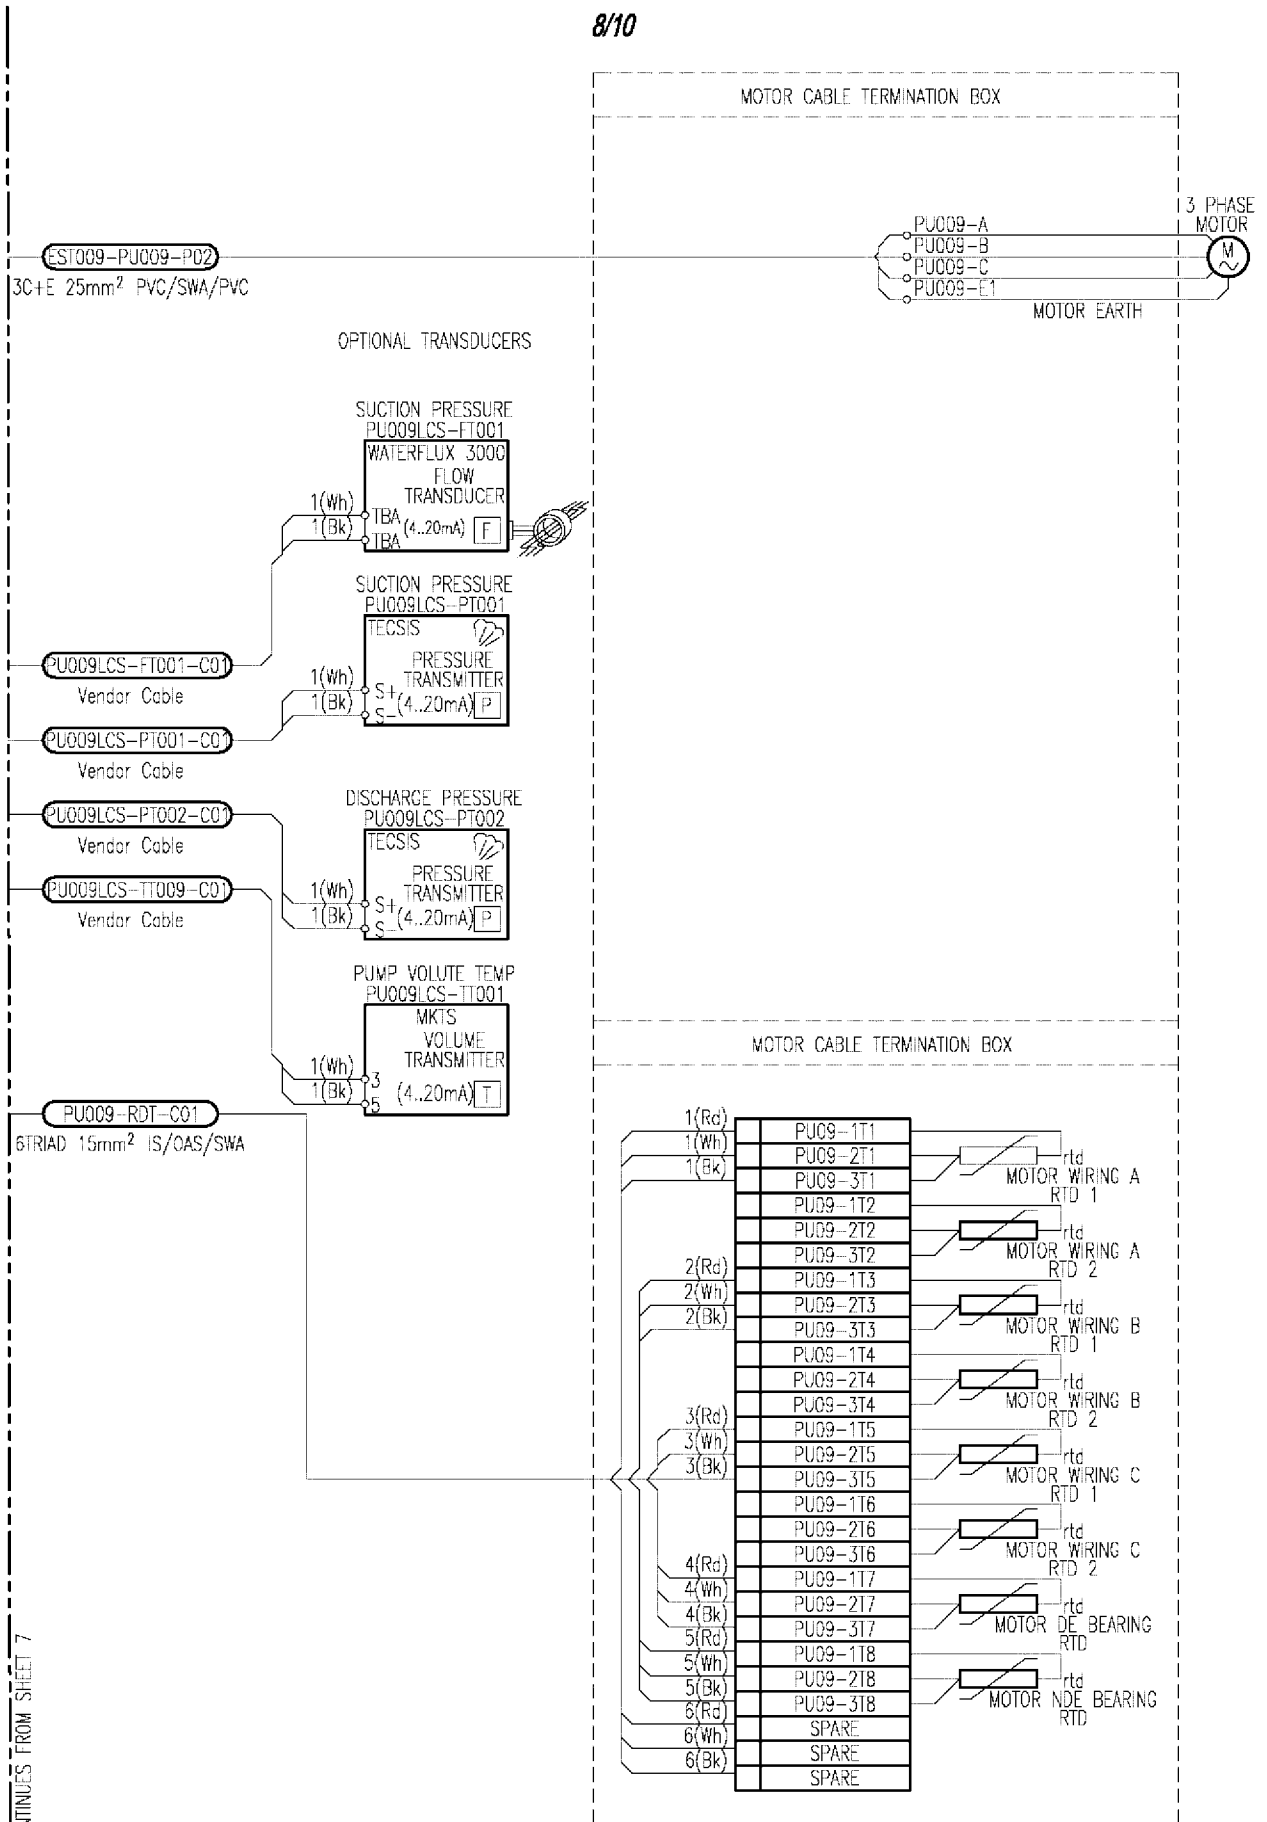 8/10
MOTOR CABLE TERMINATION BOX
3 PHASE
MOTOR
PU009-A
PU009-B
PU009-C
PU009-E1
M
MOTOR EARTH
EST009-PU009-P02
3C+E 25mm² PVC/SWA/PVC
OPTIONAL TRANSDUCERS
SUCTION PRESSURE
PU009LCS-FT001
WATERFLUX 3000
FLOW
TRANSDUCER
1(Wh)
1(Bk)
TBA
TBA
(4..20mA)
F
SUCTION PRESSURE
PU009LCS-PT001
TECSIS
PRESSURE
TRANSMITTER
1(Wh)
1(Bk)
S+
S-
(4..20mA)
P
PU009LCS-FT001-C01
Vendor Cable
PU009LCS-PT001-C01
Vendor Cable
PU009LCS-PT002-C01
Vendor Cable
PU009LCS-TT009-C01
Vendor Cable
DISCHARGE PRESSURE
PU009LCS-PT002
TECSIS
PRESSURE
TRANSMITTER
1(Wh)
1(Bk)
S+
S-
(4..20mA)
P
PUMP VOLUTE TEMP
PU009LCS-TT001
MKTS
VOLUME
TRANSMITTER
1(Wh)
1(Bk)
3
5
(4..20mA)
T
PU009-RDT-C01
6TRIAD 15mm² IS/OAS/SWA
MOTOR CABLE TERMINATION BOX
1(Rd) PU09-1T1
1(Wh) PU09-2T1 rtd
1(Bk) PU09-3T1 MOTOR WIRING A
RTD 1
PU09-1T2
PU09-2T2 rtd
PU09-3T2 MOTOR WIRING A
RTD 2
2(Rd) PU09-1T3
2(Wh) PU09-2T3 rtd
2(Bk) PU09-3T3 MOTOR WIRING B
RTD 1
PU09-1T4
PU09-2T4 rtd
PU09-3T4 MOTOR WIRING B
RTD 2
3(Rd) PU09-1T5
3(Wh) PU09-2T5 rtd
3(Bk) PU09-3T5 MOTOR WIRING C
RTD 1
PU09-1T6
PU09-2T6 rtd
PU09-3T6 MOTOR WIRING C
RTD 2
4(Rd) PU09-1T7
4(Wh) PU09-2T7 rtd
4(Bk) PU09-3T7 MOTOR DE BEARING
RTD
5(Rd) PU09-1T8
5(Wh) PU09-2T8 rtd
5(Bk) PU09-3T8 MOTOR NDE BEARING
RTD
6(Rd) SPARE
6(Wh) SPARE
6(Bk) SPARE
NTINUES FROM SHEET 7